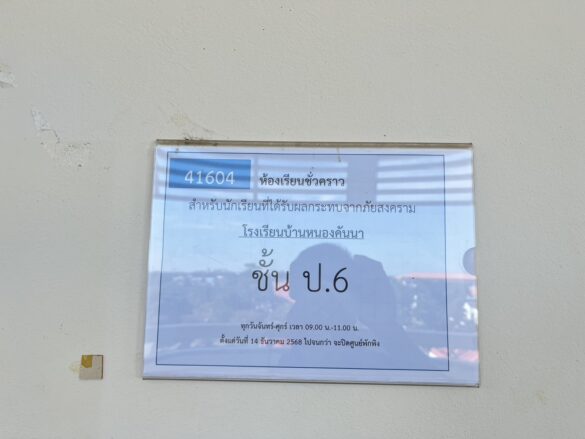 41604 ห้องเรียนชั่วคราว
สำหรับนักเรียนที่ได้รับผลกระทบจากภัยสงคราม
โรงเรียนบ้านหนองคันนา
ชั้น ป.6
ทุกวันจันทร์-ศุกร์ เวลา 09.00 น.-11.00 น.
ตั้งแต่วันที่ 14 ธันวาคม 2568 ไปจนกว่า จะปิดศูนย์พักพิง